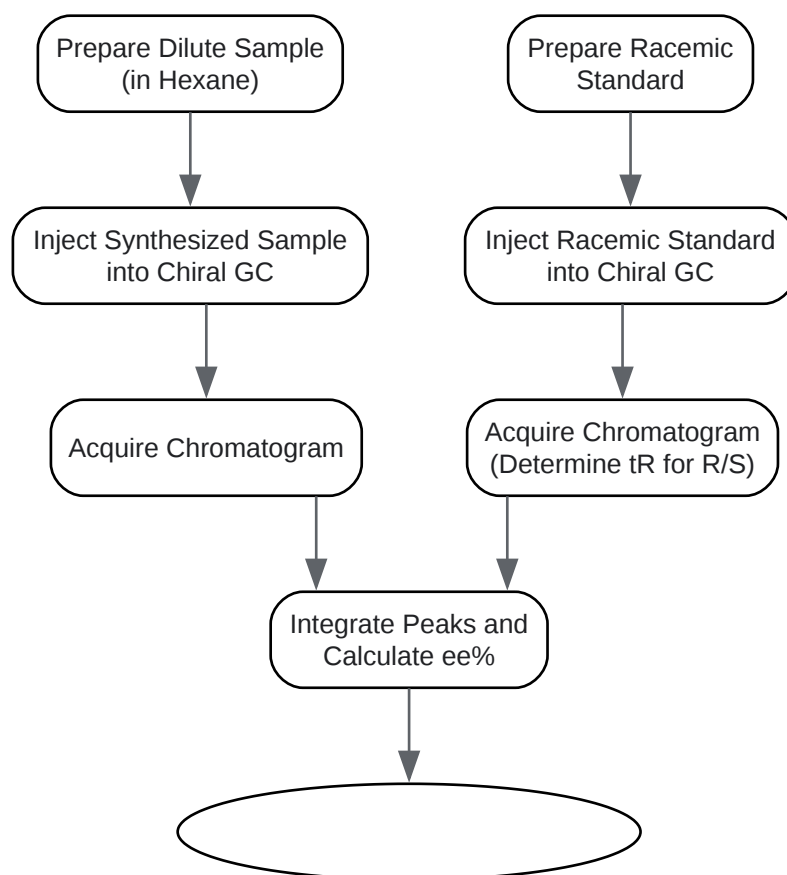 Prepare Dilute Sample
(in Hexane)
Prepare Racemic
Standard
Inject Synthesized Sample
into Chiral GC
Inject Racemic Standard
into Chiral GC
Acquire Chromatogram
Acquire Chromatogram
(Determine tR for R/S)
Integrate Peaks and
Calculate ee%